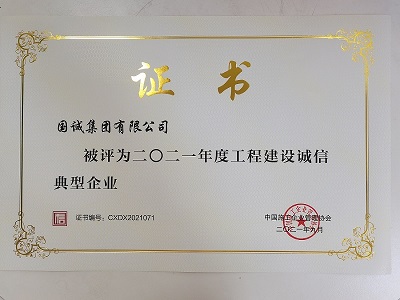 证书
国诚集团有限公司
被评为二〇二一年度工程建设诚信
典型企业
证书编号：CXDX2021071
中国施工企业管理协会
二〇二一年九月